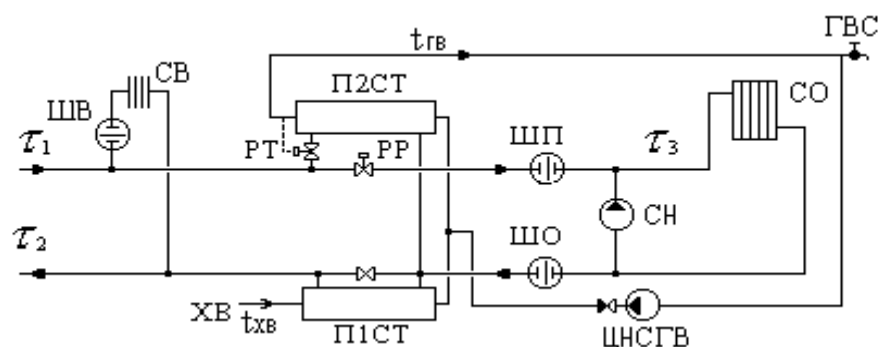 ГВС
tГВ
СВ
П2СТ
СО
ШВ
τ1
РТ
РР
ШП
τ3
СН
τ2
ШО
ХВ
tХВ
П1СТ
ЦНСГВ